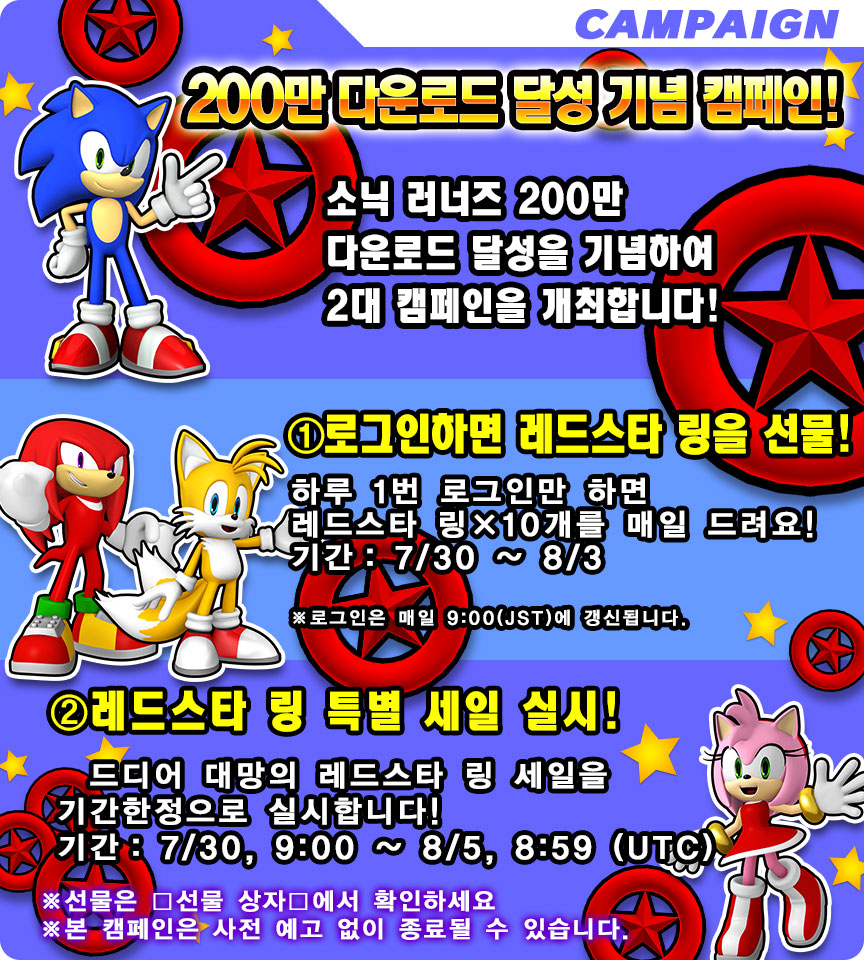 CAMPAIGN
200만 다운로드 달성 기념 캠페인!
소닉 러너즈 200만
다운로드 달성을 기념하여
2대 캠페인을 개최합니다!
①로그인하면 레드스타 링을 선물!
하루 1번 로그인만 하면
레드스타 링×10개를 매일 드려요!
기간 : 7/30 ～ 8/3
※로그인은 매일 9:00(JST)에 갱신됩니다.
②레드스타 링 특별 세일 실시!
드디어 대망의 레드스타 링 세일을
기간한정으로 실시합니다!
기간 : 7/30, 9:00 ～ 8/5, 8:59 (UTC)
※선물은 □선물 상자□에서 확인하세요
※본 캠페인은 사전 예고 없이 종료될 수 있습니다.